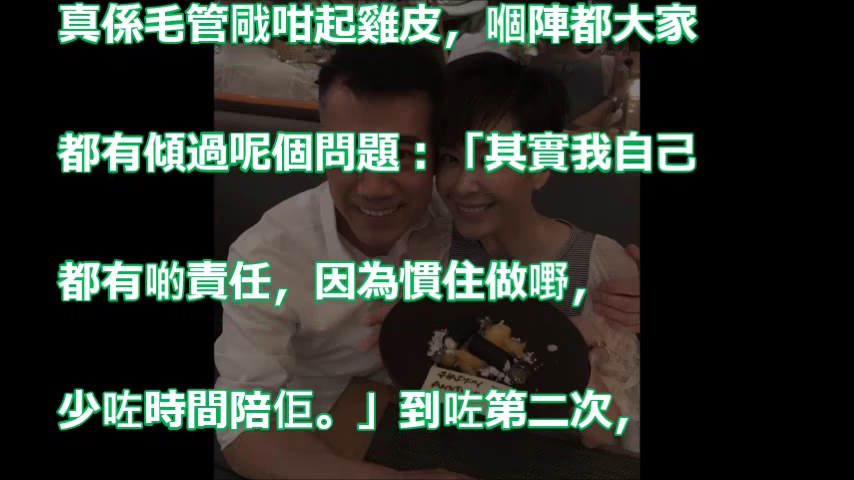 真係毛管戙咁起雞皮，嗰陣都大家
都有傾過呢個問題：「其實我自己
都有啲責任，因為慣住做嘢，
少咗時間陪佢。」到咗第二次，
HAPPY